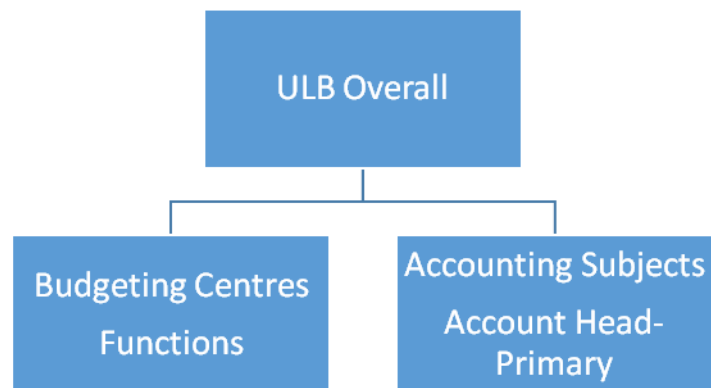 ULB Overall
Budgeting Centres
Functions
Accounting Subjects
Account Head-
Primary